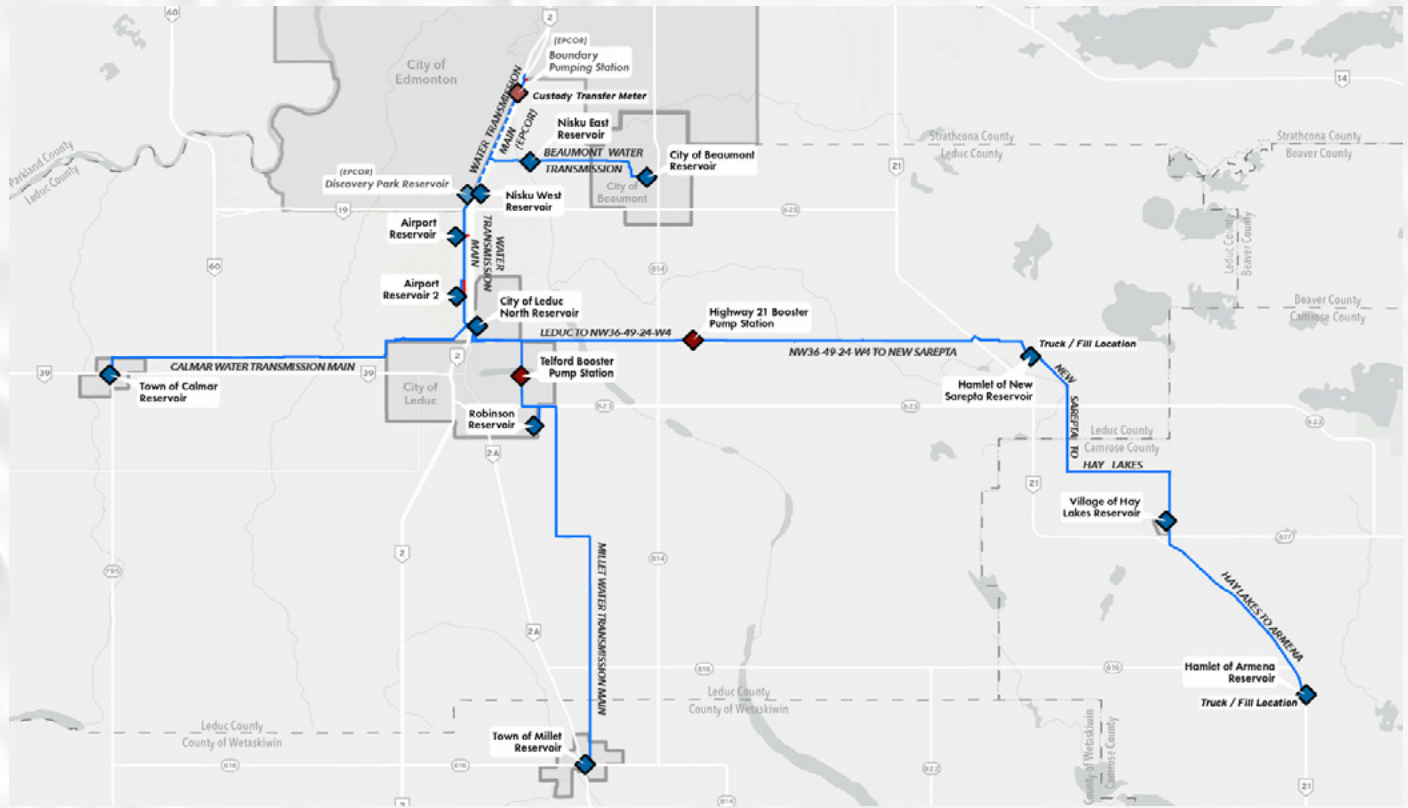 60
2
(EPCOR)
Boundary
Pumping Station
City of
Edmonton
14
WATER TRANSMISSION
MAIN
(EPCOR)
Custody Transfer Meter
Nisku East
Reservoir
Parkland County
Leduc County
Strathcona County
Leduc County
Strathcona County
Beaver County
21
BEAUMONT WATER
TRANSMISSION
City of Beaumont
Reservoir
City of
Beaumont
(EPCOR)
Discovery Park Reservoir
Nisku West
Reservoir
19
625
Airport
Reservoir
WATER
TRANSMISSION
MAIN
Leduc County
Beaver County
60
814
Airport
Reservoir 2
City of Leduc
North Reservoir
Beaver County
Camrose County
Highway 21 Booster
Pump Station
LEDUC TO NW36-49-24-W4
NW36-49-24-W4 TO NEW SAREPTA
Truck / Fill Location
2
39
CALMAR WATER TRANSMISSION MAIN
39
Town of Calmar
Reservoir
Telford Booster
Pump Station
City of
Leduc
Hamlet of New
Sarepta Reservoir
NEW
SAREPTA TO
HAY LAKES
Robinson
Reservoir
623
623
623
Leduc County
Camrose County
2A
21
Village of Hay
Lakes Reservoir
617
2
814
795
MILLET WATER TRANSMISSION MAIN
HAY LAKES TO ARMENA
2A
616
616
Hamlet of Armena
Reservoir
Truck / Fill Location
Leduc County
County of Wetaskiwin
Leduc County
County of Wetaskiwin
County of Wetaskiwin
Camrose County
Town of Millet
Reservoir
616
616
822
21
814